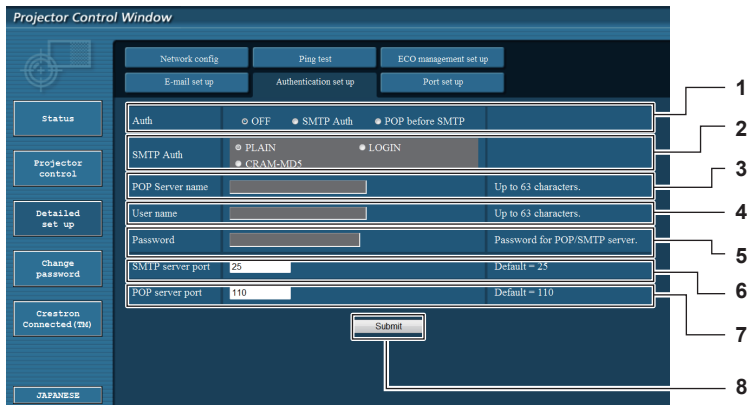 Projector Control Window
Network config
Ping test
ECO management set up
E-mail set up
Authentication set up
Port set up
Status
Projector
control
Detailed
set up
Change
password
Crestron
Connected(TM)
JAPANESE
Auth
OFF
SMTP Auth
POP before SMTP
1
SMTP Auth
PLAIN
LOGIN
CRAM-MD5
2
POP Server name
Up to 63 characters.
3
User name
Up to 63 characters.
4
Password
Password for POP/SMTP server.
5
SMTP server port
25
Default = 25
6
POP server port
110
Default = 110
7
Submit
8